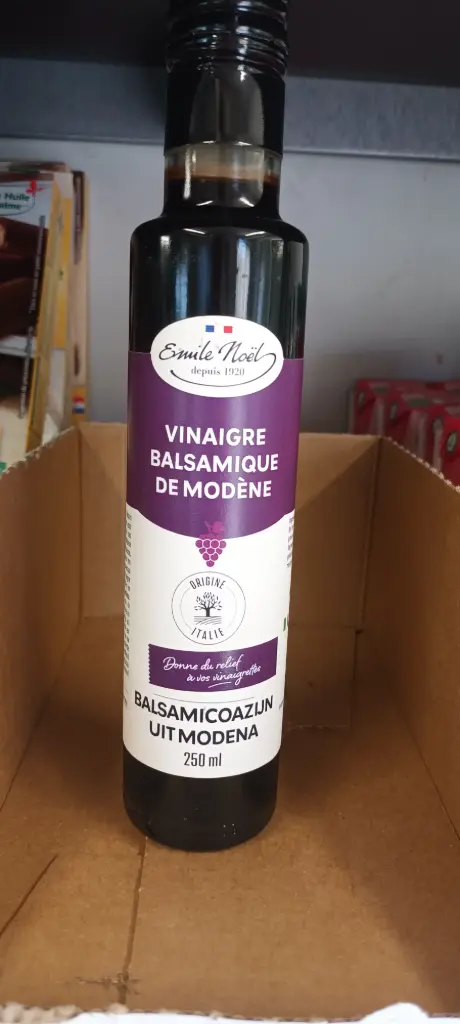 Emile Noël
depuis 1920
VINAIGRE
BALSAMIQUE
DE MODÈNE
ORIGINE
ITALIE
Donne du relief
à vos vinaigrettes
BALSAMICOAZIJN
UIT MODENA
250 ml
Huile